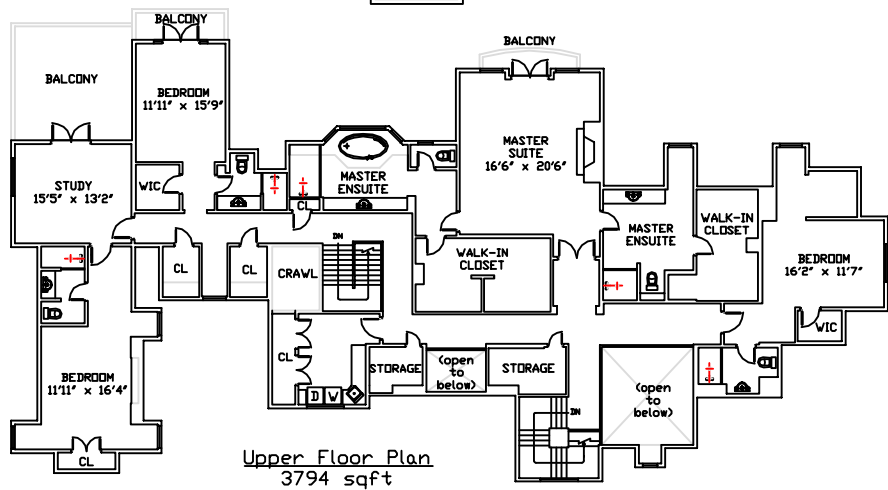 BALCONY
BALCONY
BALCONY
BEDROOM
11'11" x 15'9"
MASTER
SUITE
16'6" x 20'6"
STUDY
15'5" x 13'2"
WIC
MASTER
ENSUITE
CL
WALK-IN
CLOSET
MASTER
ENSUITE
DN
WALK-IN
CLOSET
BEDROOM
16'2" x 11'7"
CL
CL
CRAWL
WIC
CL
STORAGE
(open
to
below)
STORAGE
BEDROOM
11'11" x 16'4"
D W
(open
to
below)
DN
CL
Upper Floor Plan
3794 sqft